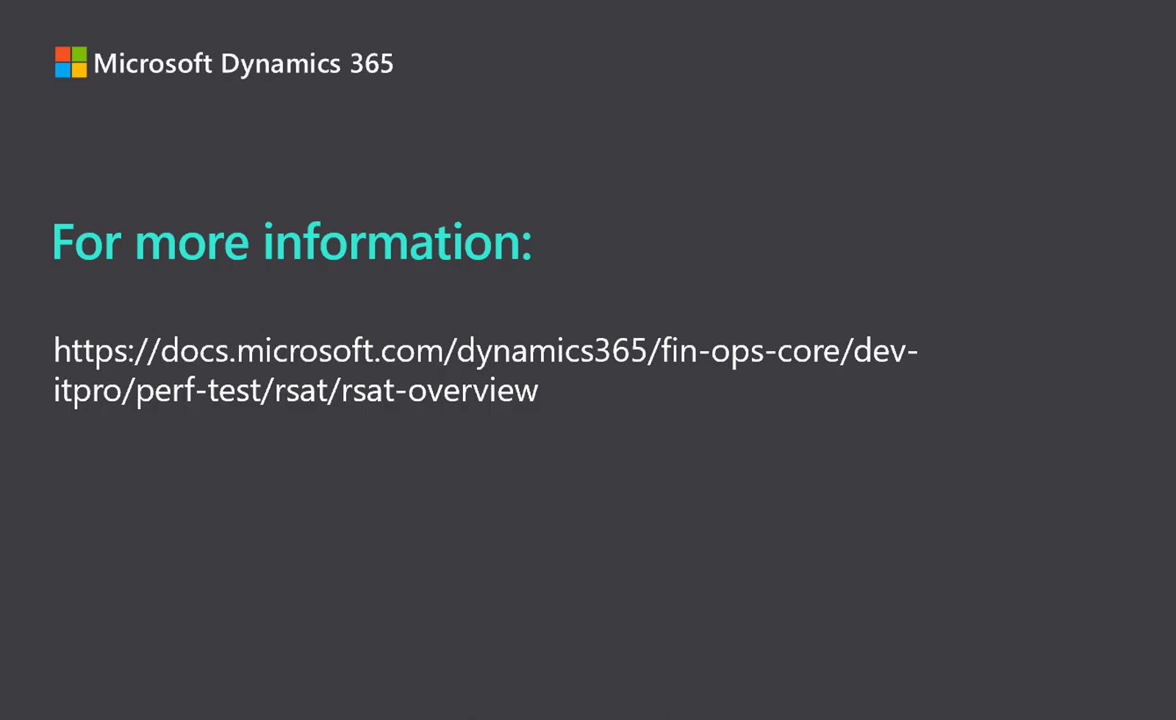 Microsoft Dynamics 365
For more information:
https://docs.microsoft.com/dynamics365/fin-ops-core/dev-
itpro/perf-test/rsat/rsat-overview